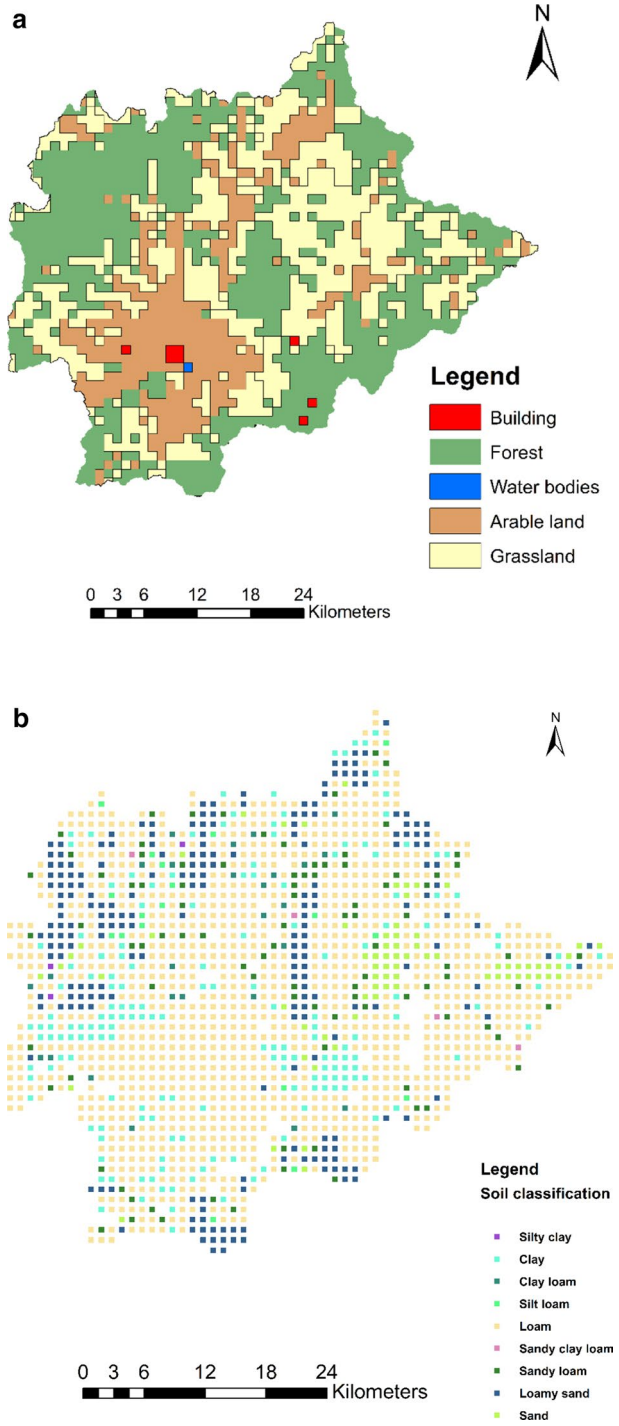 a
N
Legend
Building
Forest
Water bodies
Arable land
Grassland
0 3 6 12 18 24
Kilometers
b
N
Legend
Soil classification
Silty clay
Clay
Clay loam
Silt loam
Loam
Sandy clay loam
Sandy loam
Loamy sand
Sand
0 3 6 12 18 24
Kilometers